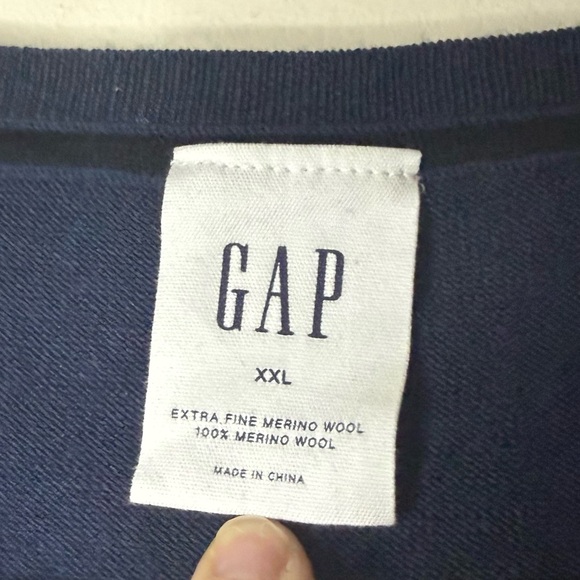 GAP
XXL
EXTRA FINE MERINO WOOL
100% MERINO WOOL
MADE IN CHINA